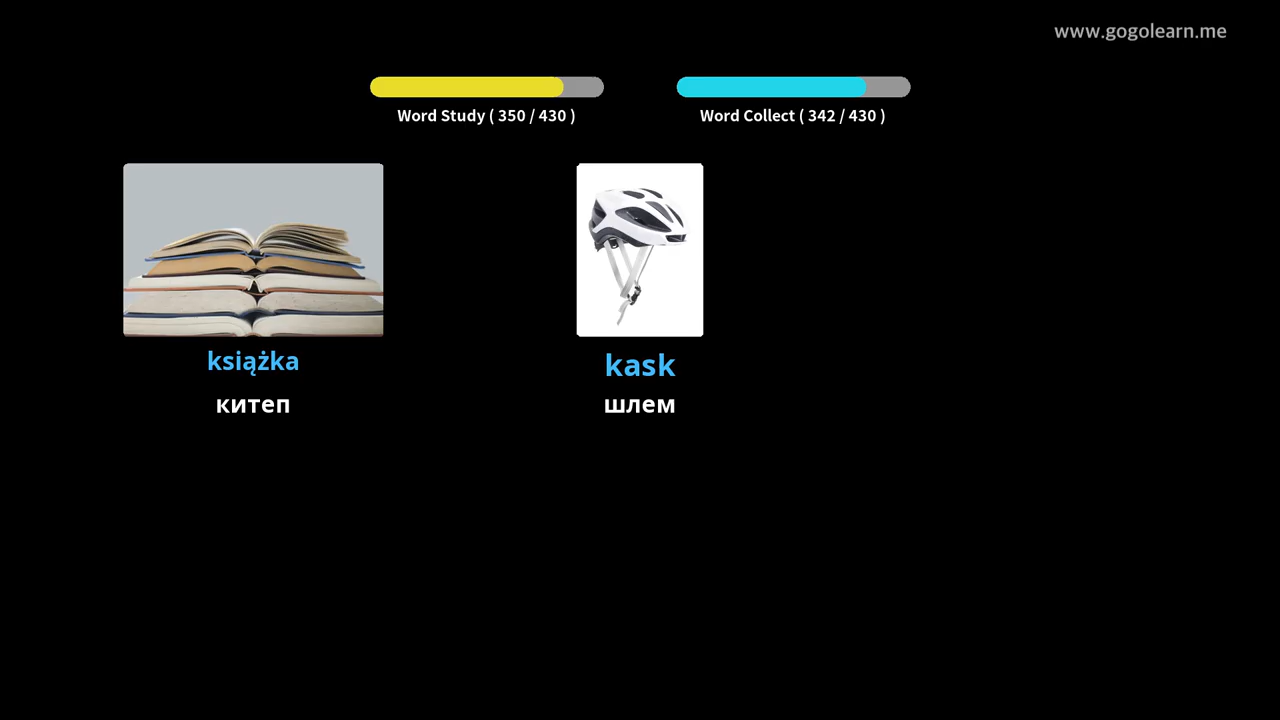 www.gogolearn.me
Word Study ( 350 / 430 )
Word Collect ( 342 / 430 )
książka
китеп
kask
шлем